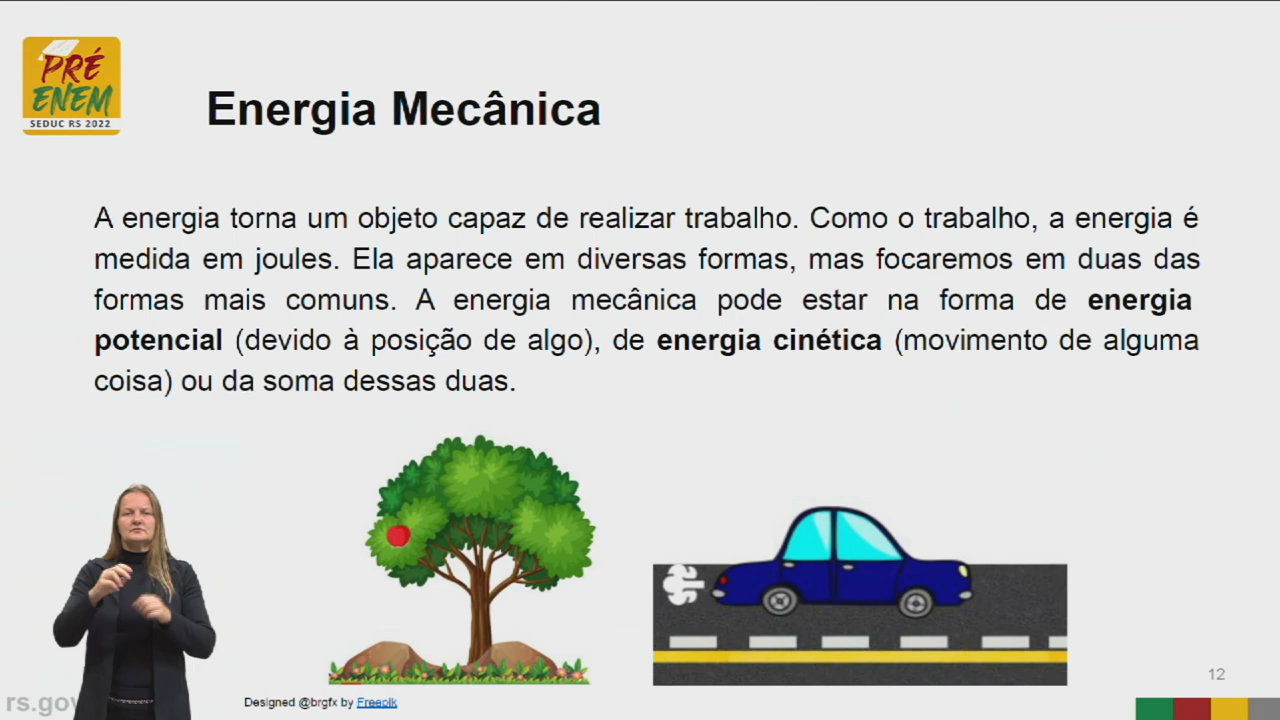 PRÉ
ENEM
SEDUC RS 2022
Energia Mecânica
A energia torna um objeto capaz de realizar trabalho. Como o trabalho, a energia é
medida em joules. Ela aparece em diversas formas, mas focaremos em duas das
formas mais comuns. A energia mecânica pode estar na forma de energia
potencial (devido à posição de algo), de energia cinética (movimento de alguma
coisa) ou da soma dessas duas.
12
rs.gov
Designed @brgfx by Freepik